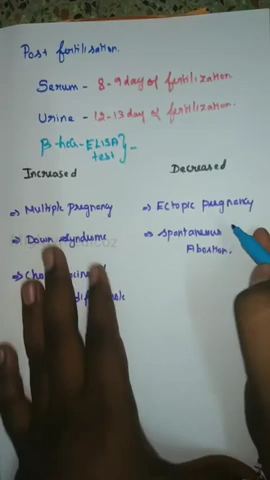 Post fertilisation.
Serum - 8-9 day of fertilization.
Urine - 12-13 day of fertilization.
β-hcG-ELISA } -
test
Increased
Decreased
⇒ Multiple pregnancy
⇒ Ectopic pregnancy
⇒ Down syndrome
⇒ Spontaneous
Abortion.